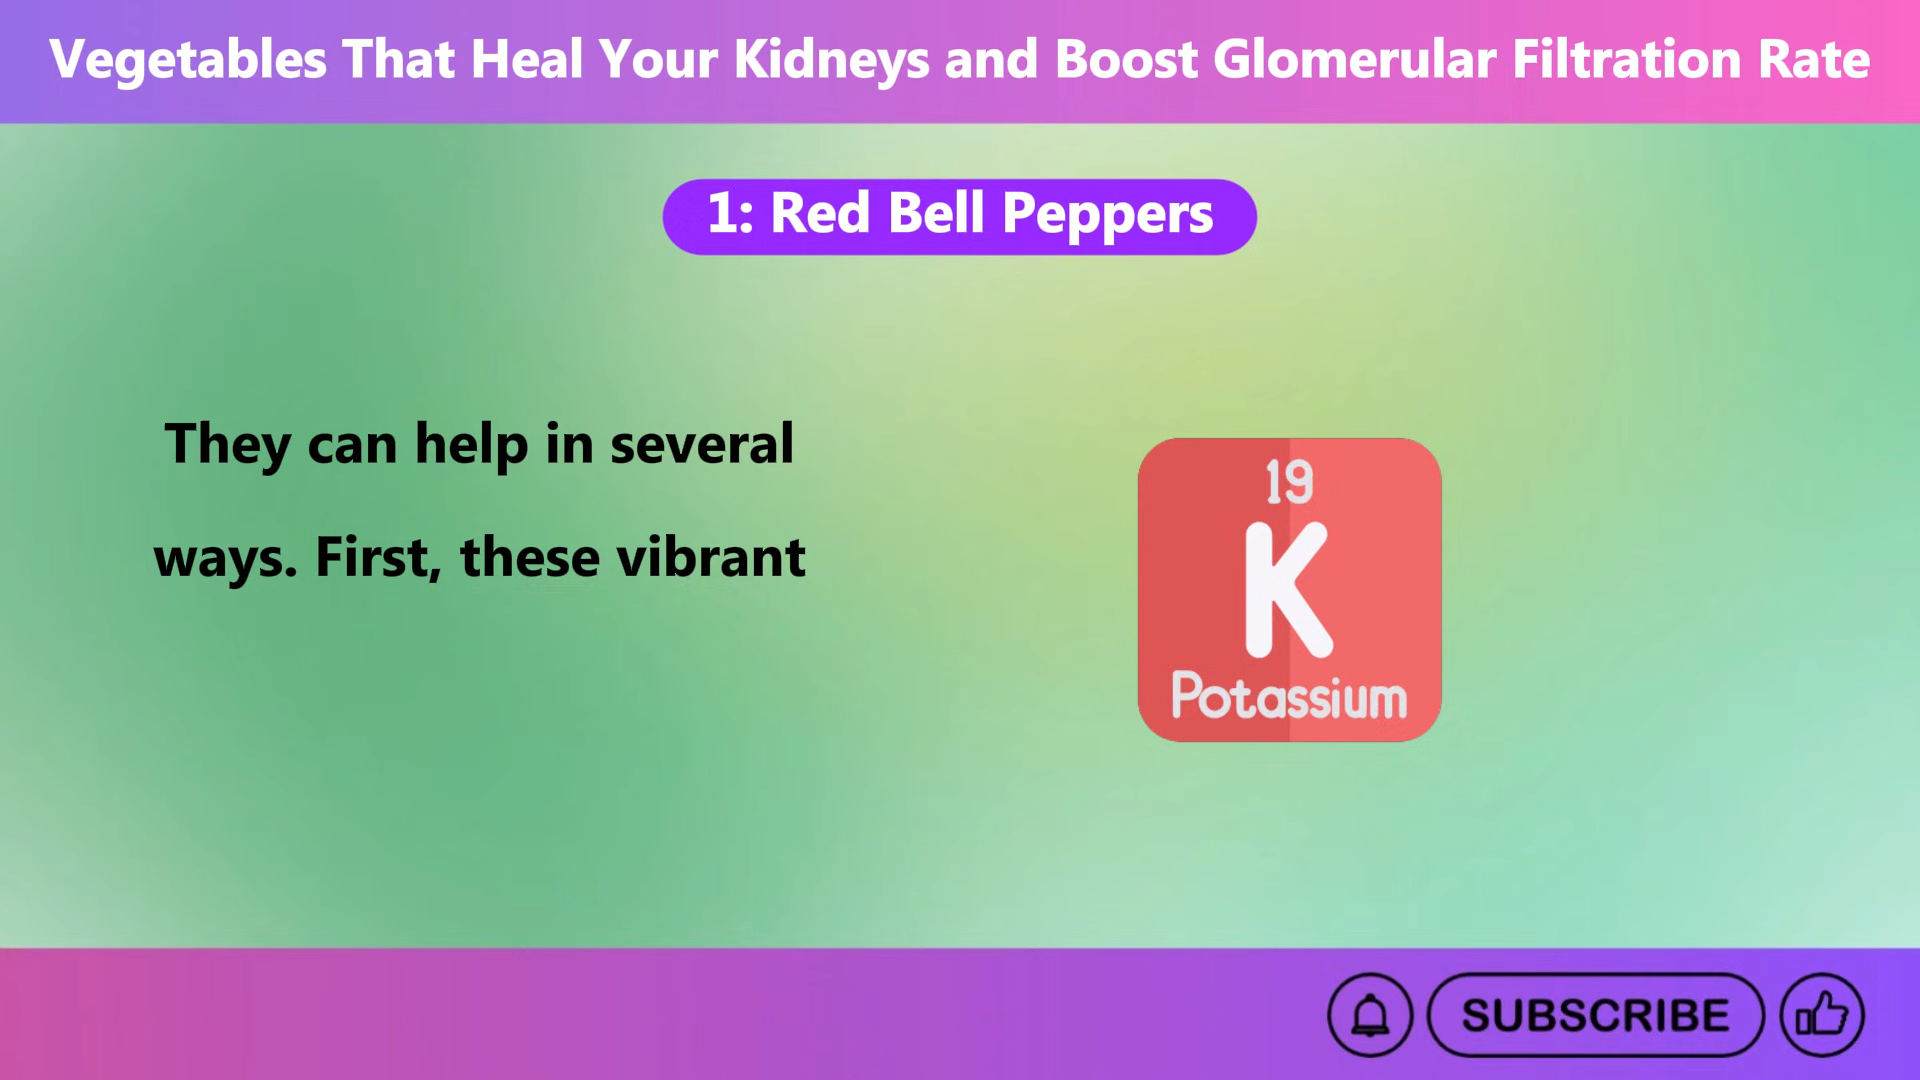 Vegetables That Heal Your Kidneys and Boost Glomerular Filtration Rate
1: Red Bell Peppers
They can help in several
ways. First, these vibrant
19
K
Potassium
SUBSCRIBE